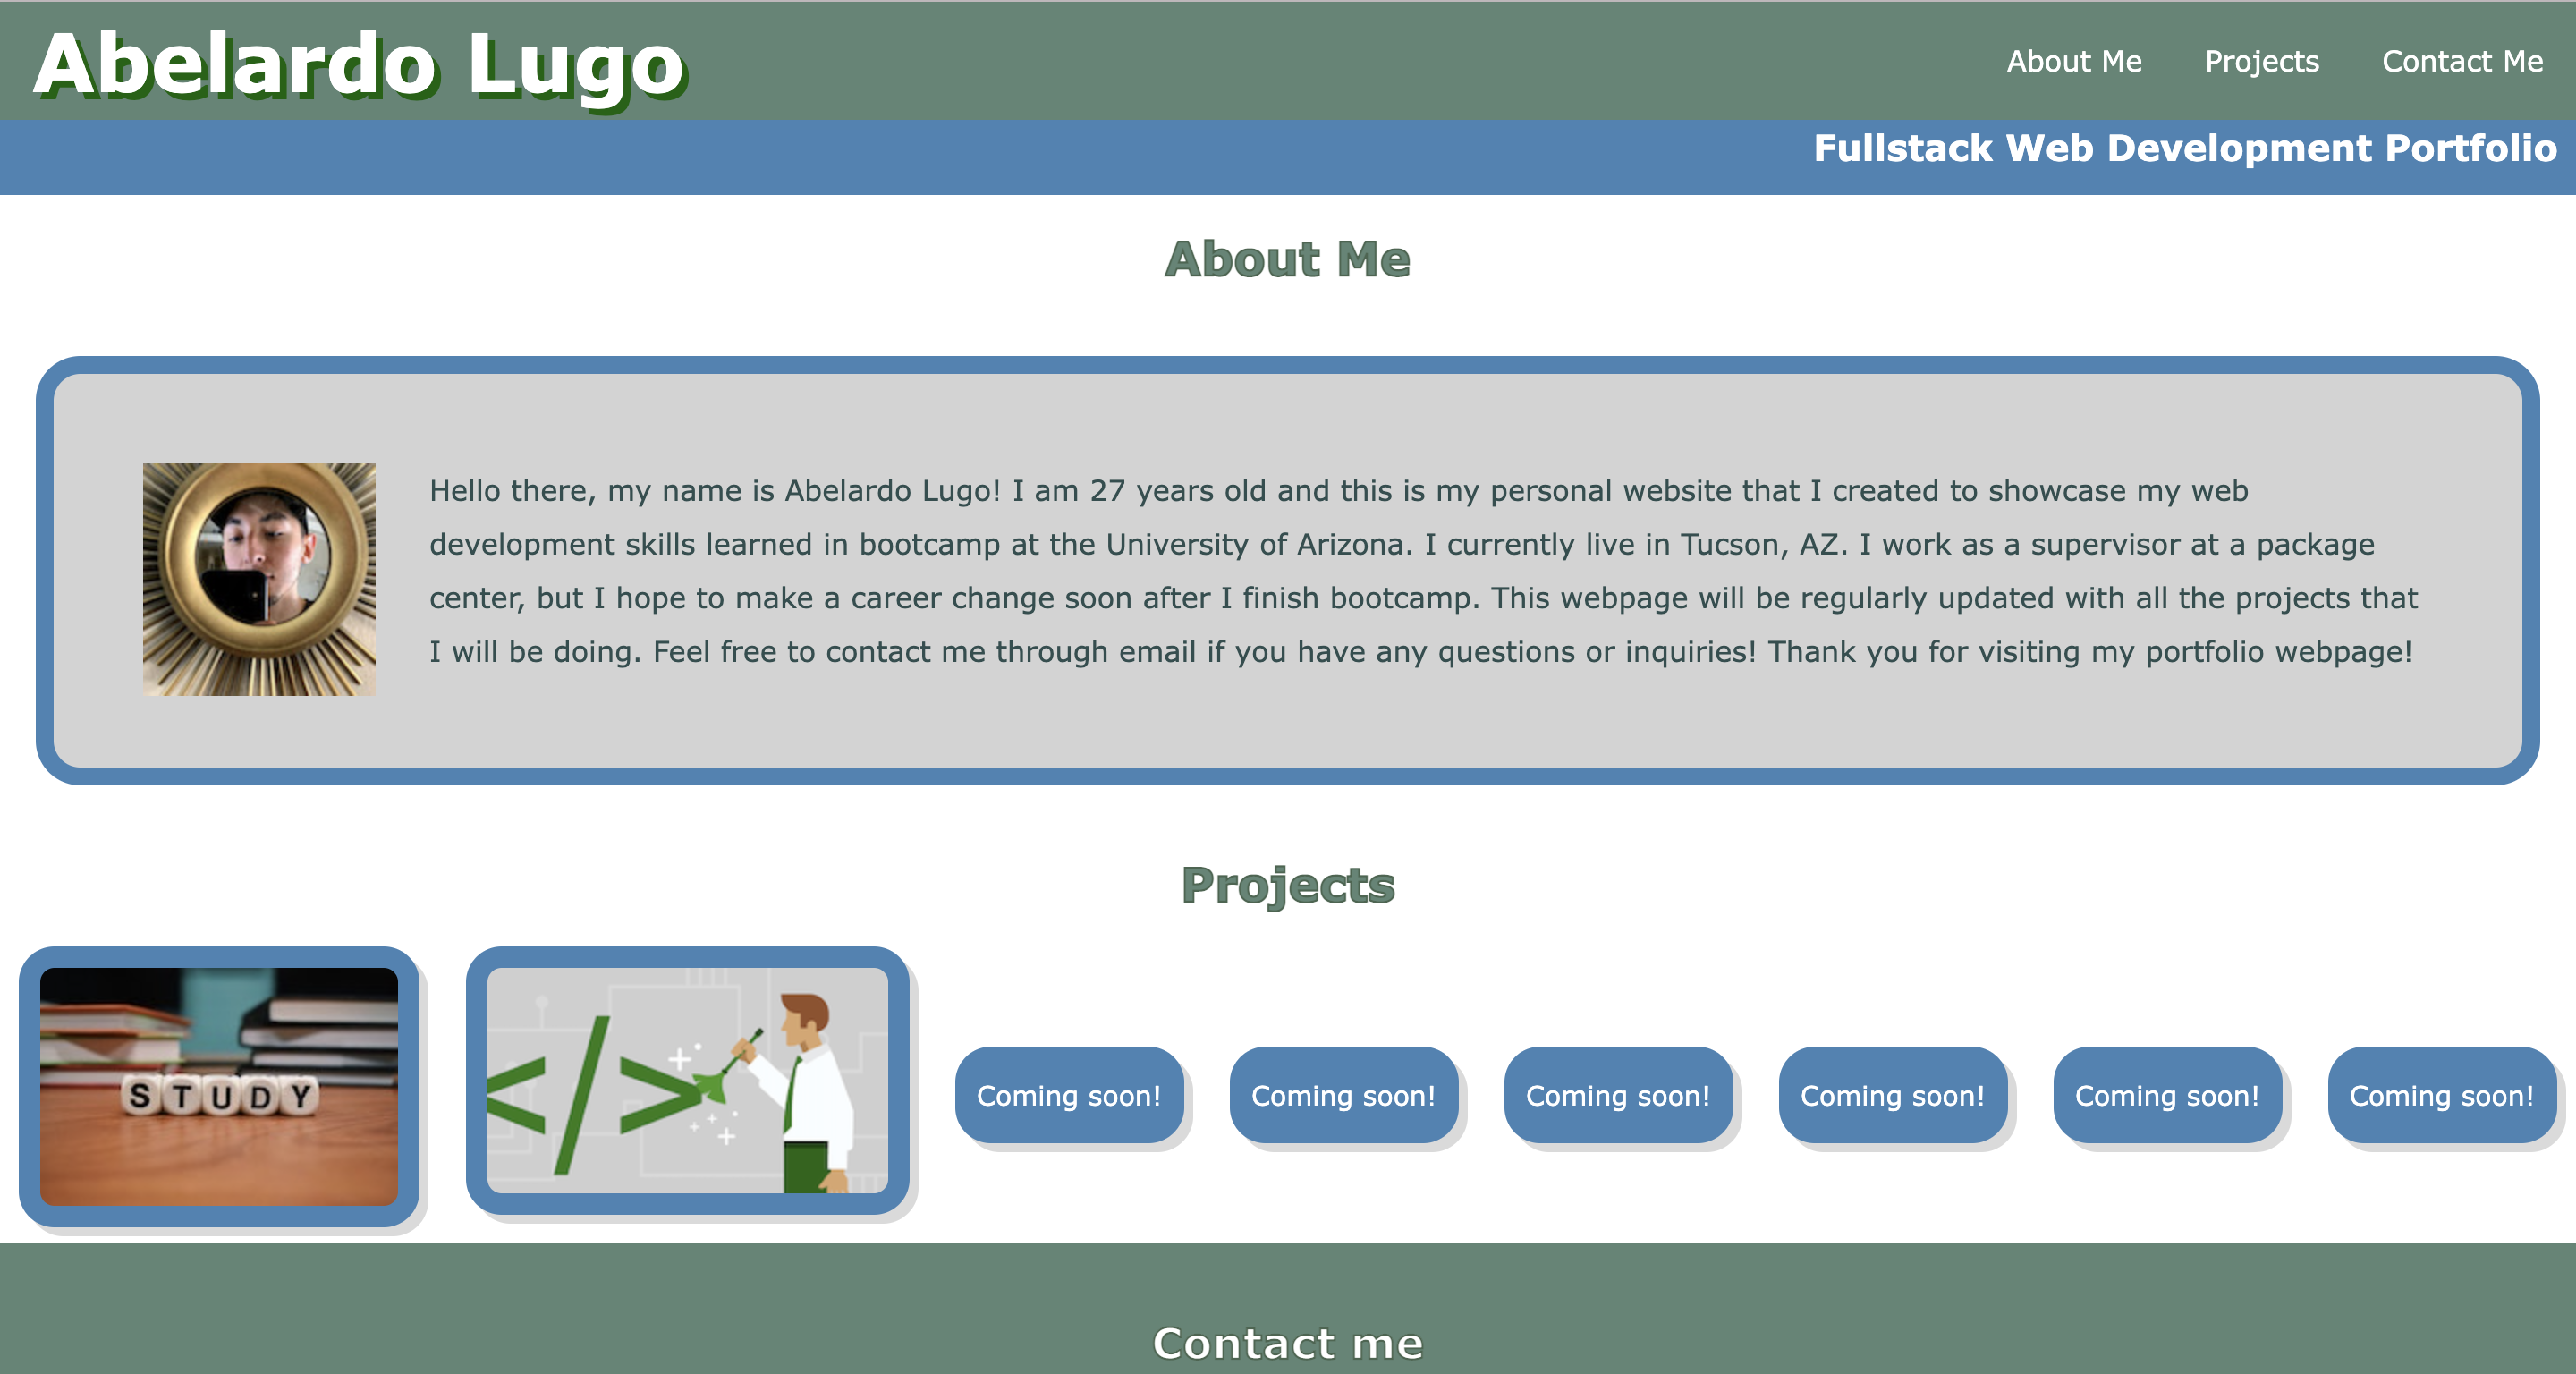 Abelardo Lugo
About Me
Projects
Contact Me
Fullstack Web Development Portfolio
About Me
Hello there, my name is Abelardo Lugo! I am 27 years old and this is my personal website that I created to showcase my web
development skills learned in bootcamp at the University of Arizona. I currently live in Tucson, AZ. I work as a supervisor at a package
center, but I hope to make a career change soon after I finish bootcamp. This webpage will be regularly updated with all the projects that
I will be doing. Feel free to contact me through email if you have any questions or inquiries! Thank you for visiting my portfolio webpage!
Projects
STUDY
</>
Coming soon!
Coming soon!
Coming soon!
Coming soon!
Coming soon!
Coming soon!
Contact me